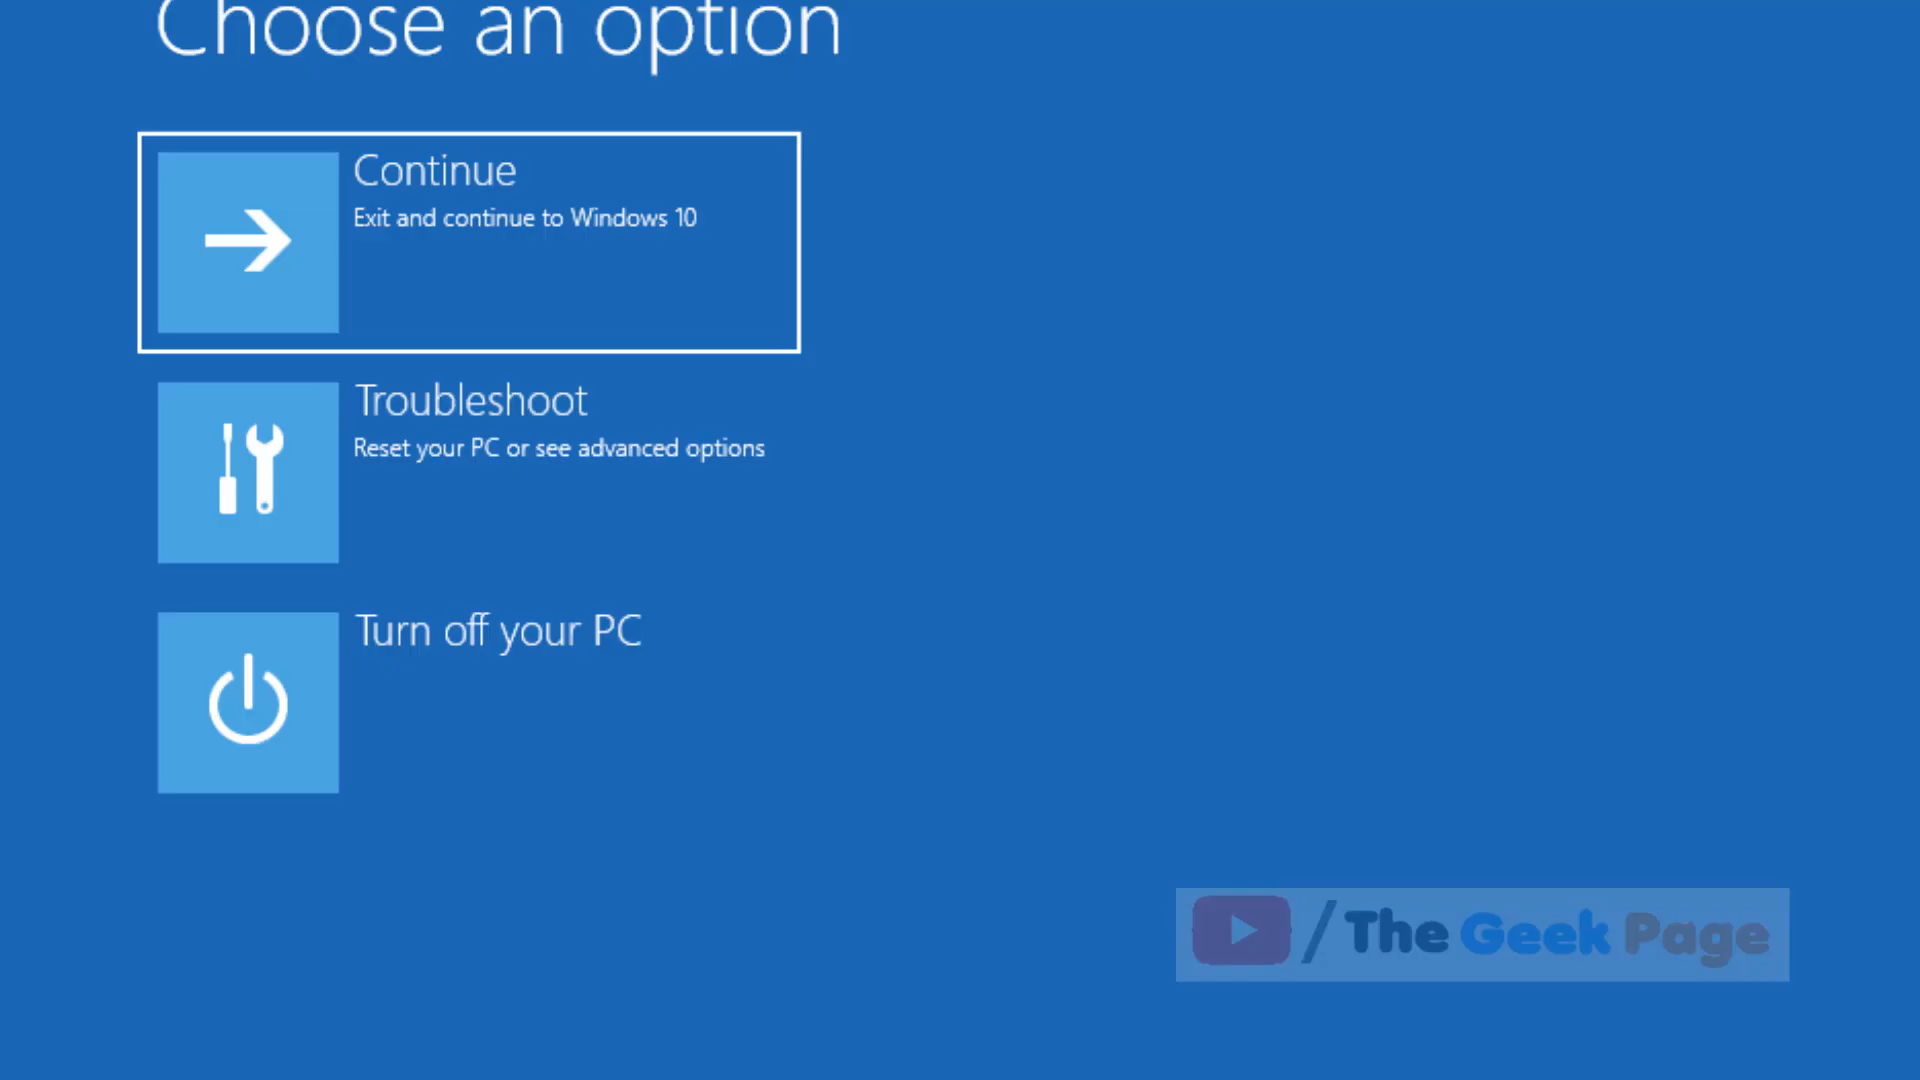 Choose an option
Continue
Exit and continue to Windows 10
Troubleshoot
Reset your PC or see advanced options
Turn off your PC
/The Geek Page